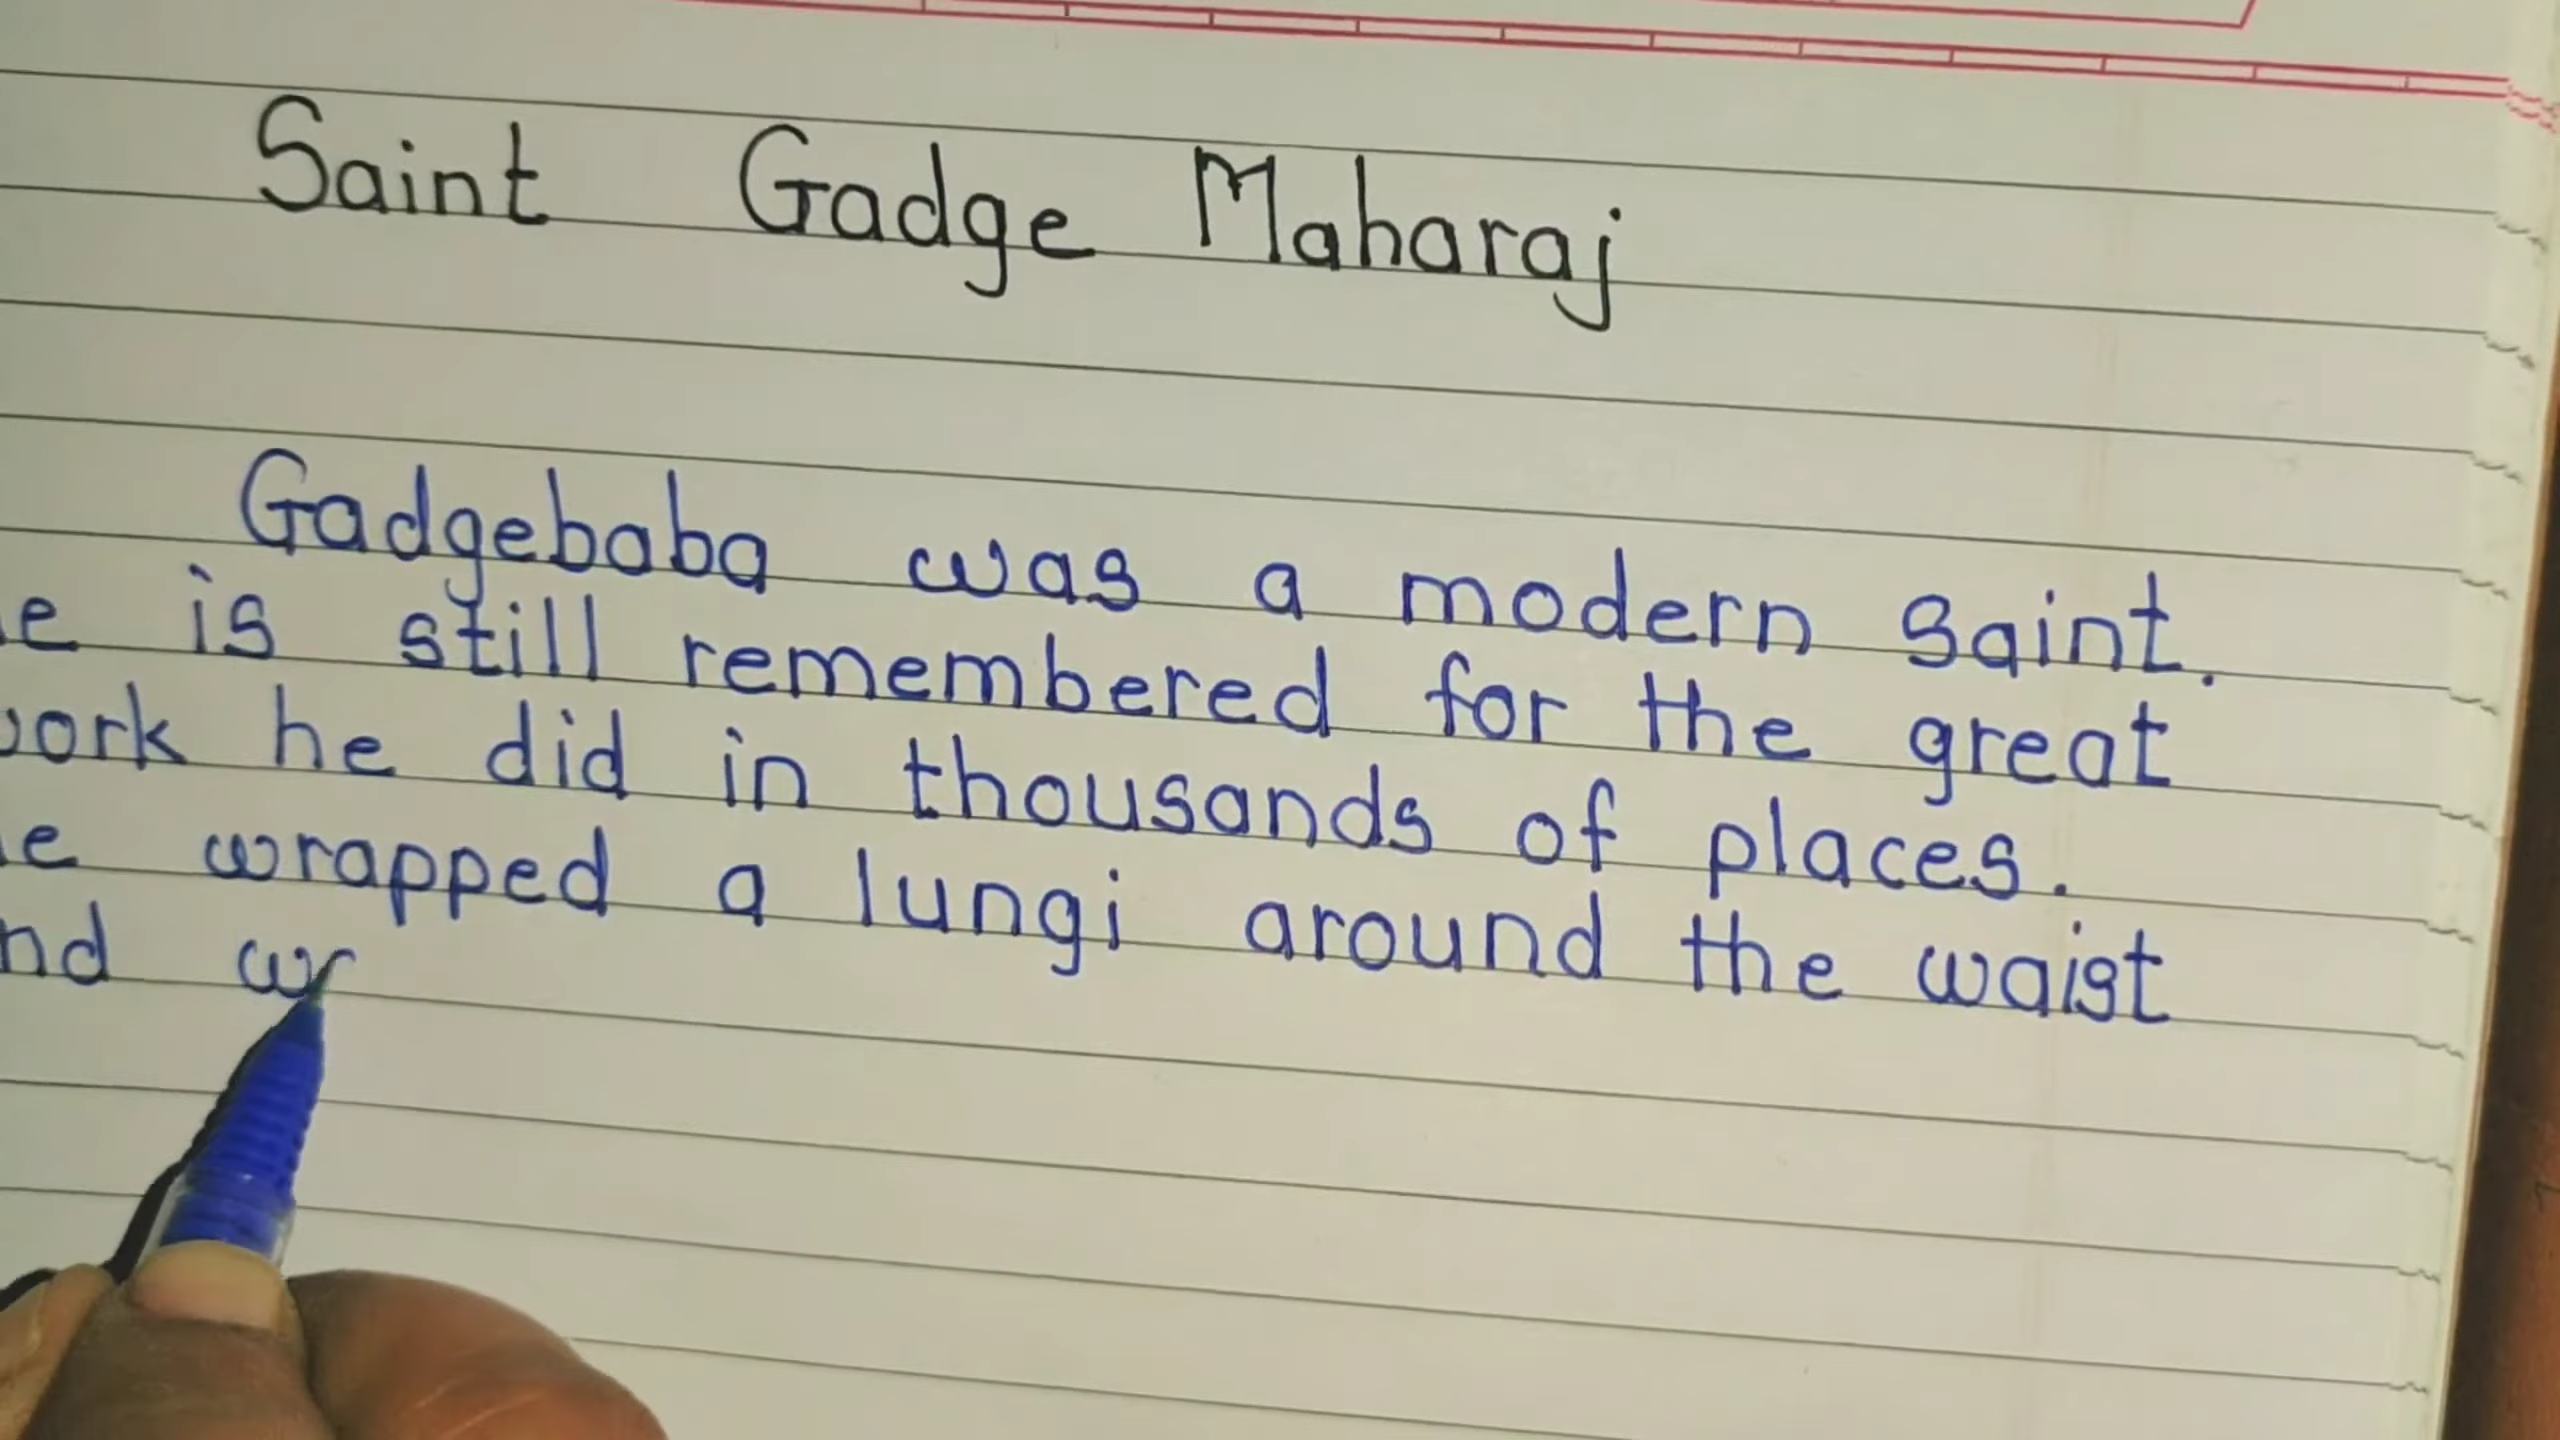 Saint Gadge Maharaj
Gadgebaba was a modern saint.
e is still remembered for the great
ork he did in thousands of places.
e wrapped a lungi around the waist
nd wr